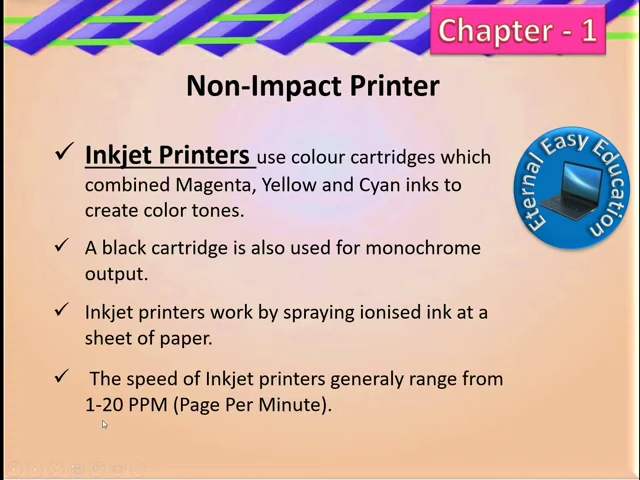 Chapter - 1
Non-Impact Printer
✓ Inkjet Printers use colour cartridges which
combined Magenta, Yellow and Cyan inks to
create color tones.
✓ A black cartridge is also used for monochrome
output.
✓ Inkjet printers work by spraying ionised ink at a
sheet of paper.
✓ The speed of Inkjet printers generaly range from
1-20 PPM (Page Per Minute).
Eternal Easy Education